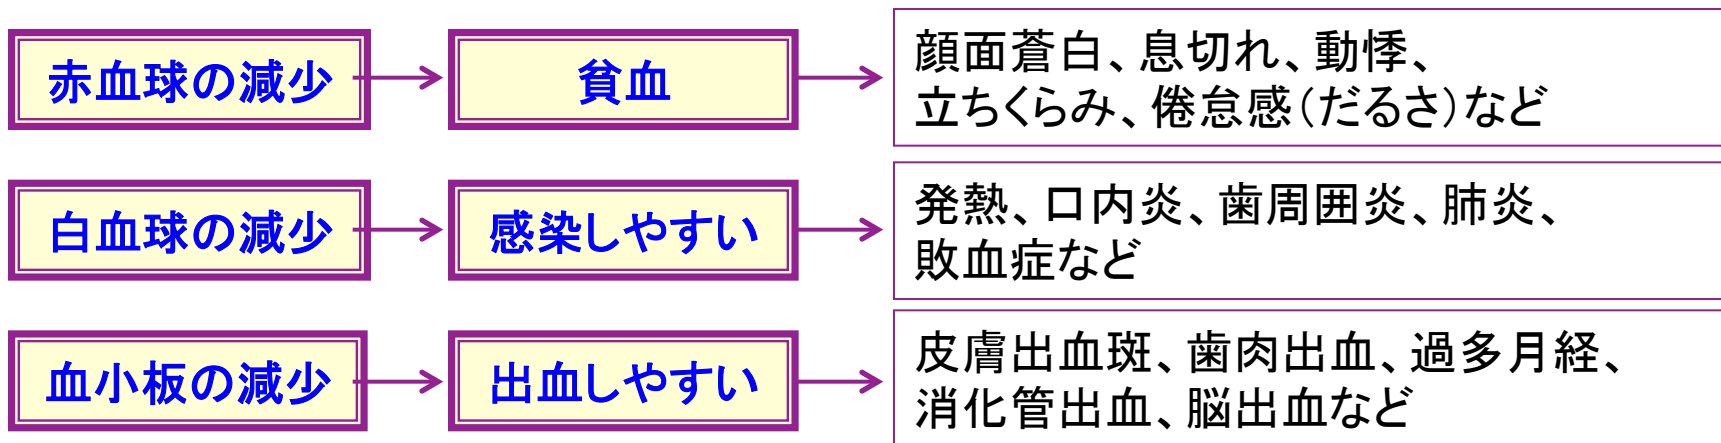 赤血球の減少
貧血
顔面蒼白、息切れ、動悸、
立ちくらみ、倦怠感(だるさ)など
白血球の減少
感染しやすい
発熱、口内炎、歯周囲炎、肺炎、
敗血症など
血小板の減少
出血しやすい
皮膚出血斑、歯肉出血、過多月経、
消化管出血、脳出血など